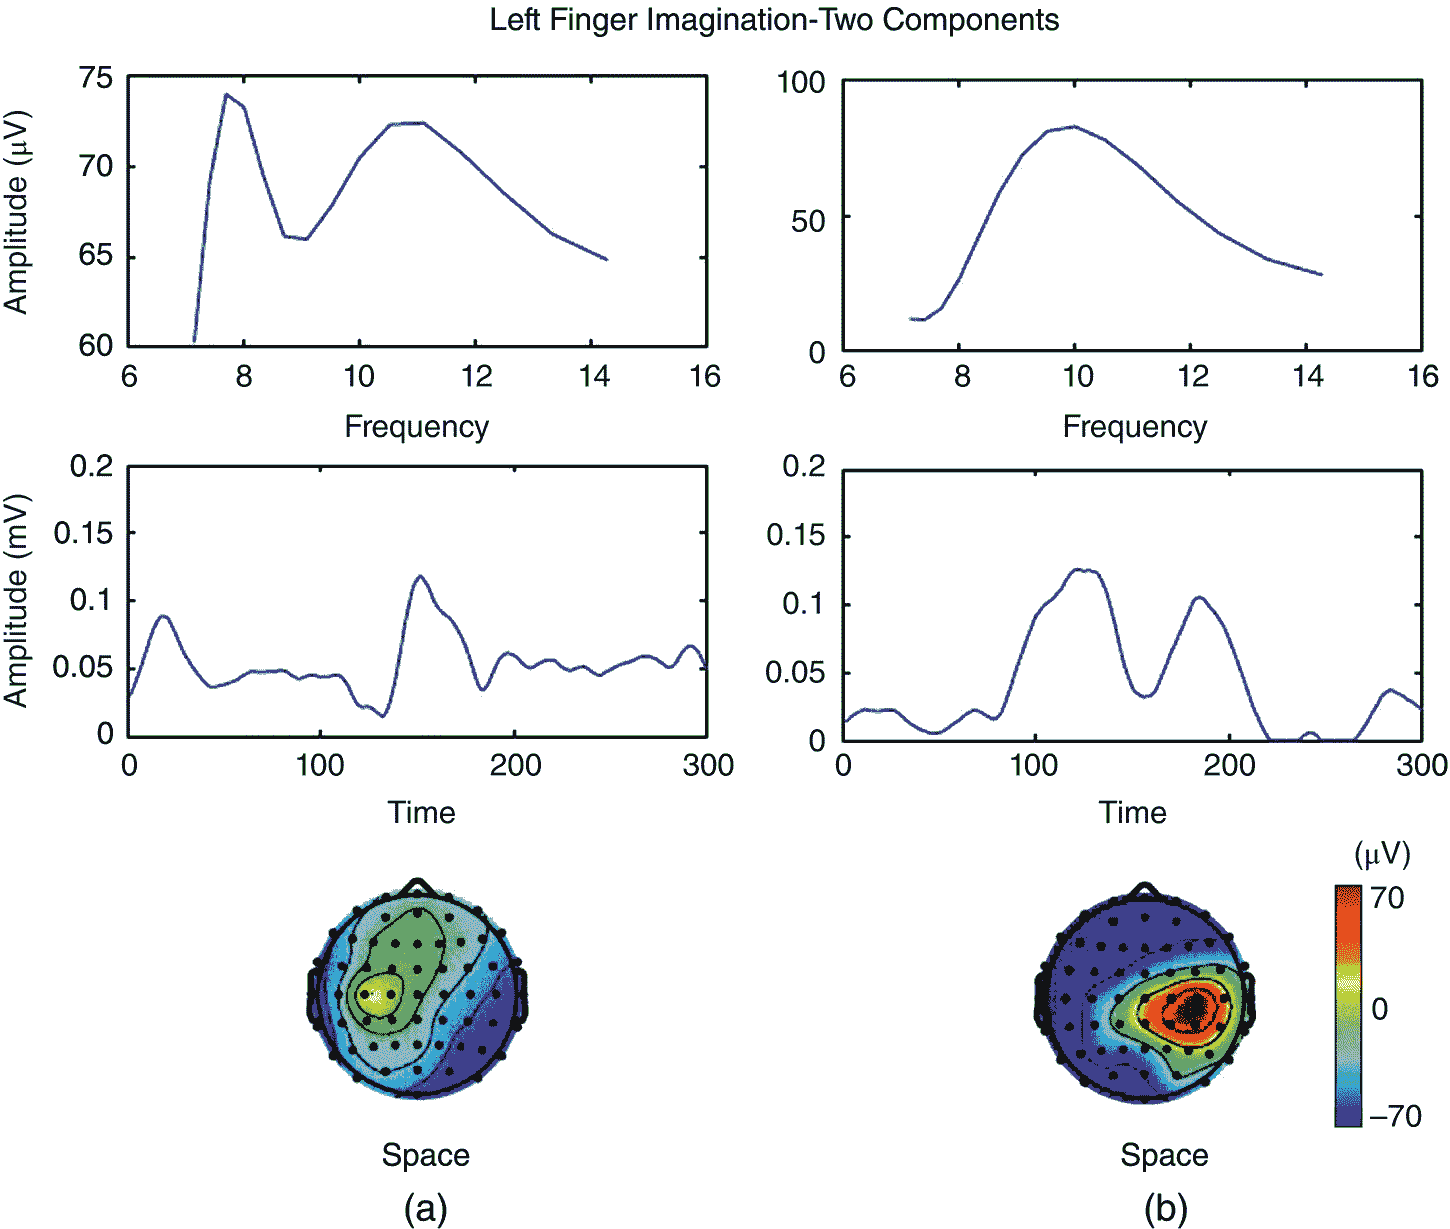 Left Finger Imagination-Two Components
Amplitude (μV)
75
70
65
60
6 8 10 12 14 16
Frequency
100
50
0
6 8 10 12 14 16
Frequency
Amplitude (mV)
0.2
0.15
0.1
0.05
0
0 100 200 300
Time
0.2
0.15
0.1
0.05
0
0 100 200 300
Time
Space
(a)
(μV)
70
0
−70
Space
(b)